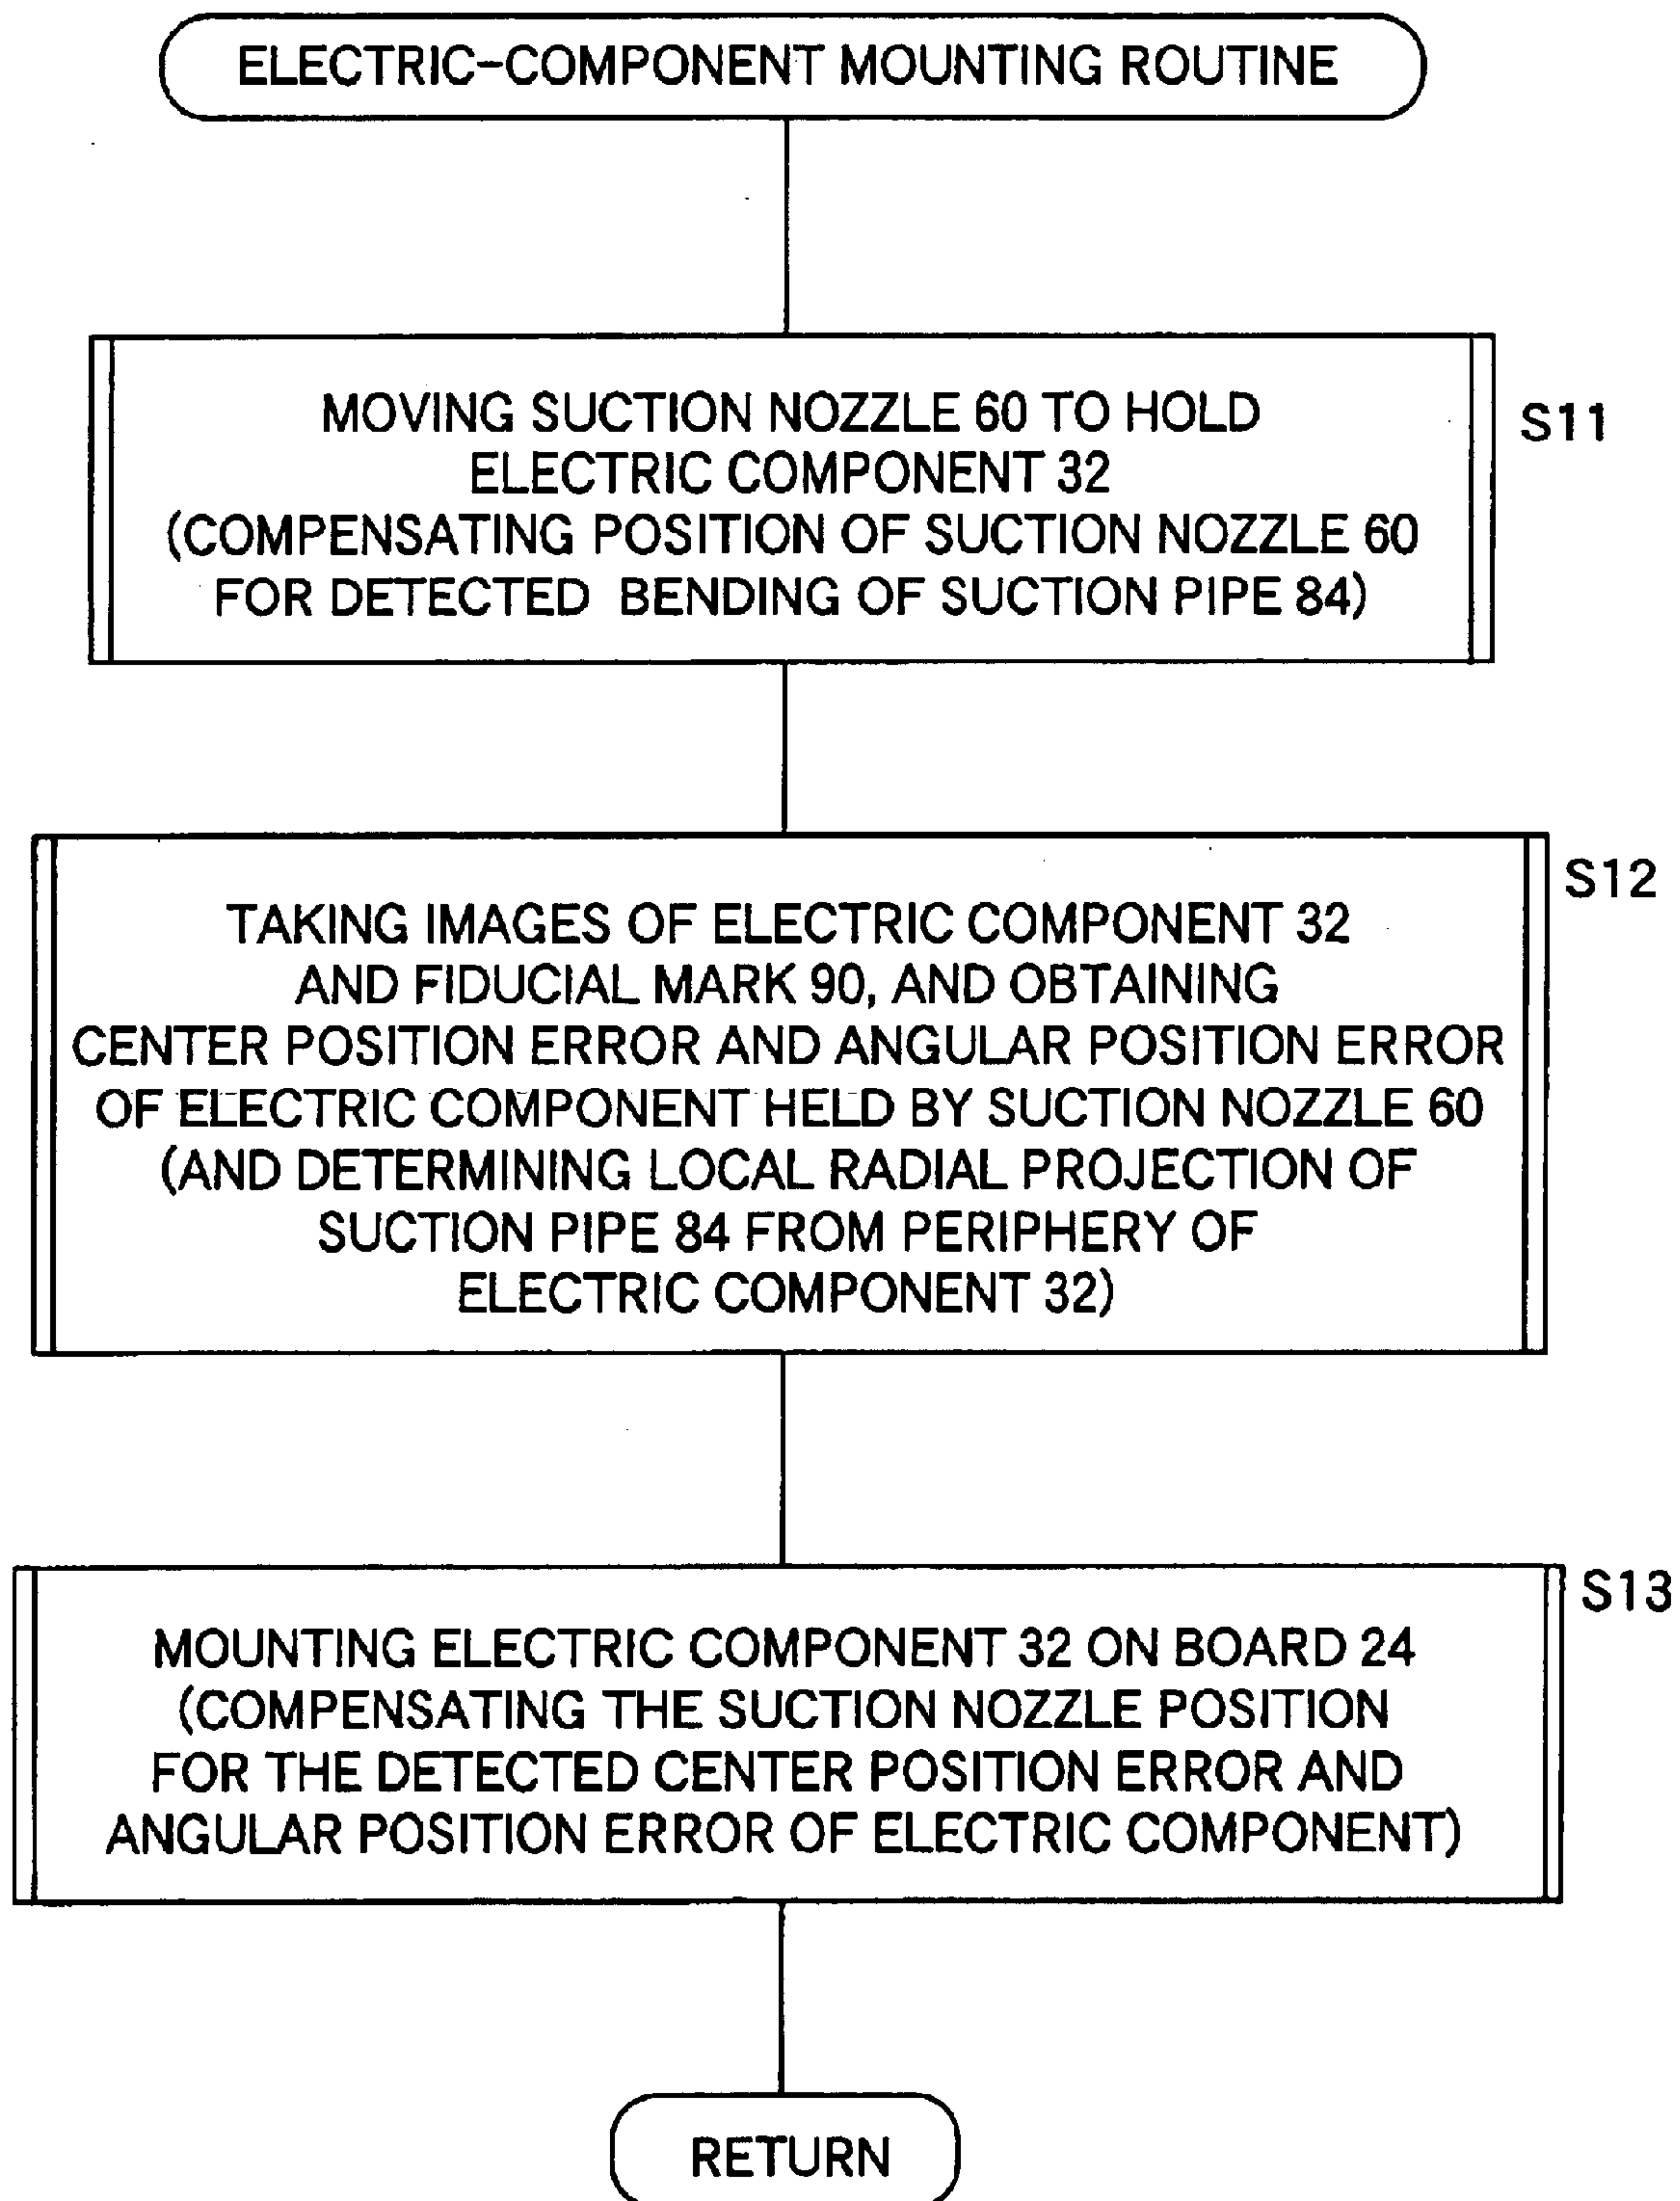 ELECTRIC-COMPONENT MOUNTING ROUTINE
MOVING SUCTION NOZZLE 60 TO HOLD
ELECTRIC COMPONENT 32
(COMPENSATING POSITION OF SUCTION NOZZLE 60
FOR DETECTED BENDING OF SUCTION PIPE 84)
S11
TAKING IMAGES OF ELECTRIC COMPONENT 32
AND FIDUCIAL MARK 90, AND OBTAINING
CENTER POSITION ERROR AND ANGULAR POSITION ERROR
OF ELECTRIC COMPONENT HELD BY SUCTION NOZZLE 60
(AND DETERMINING LOCAL RADIAL PROJECTION OF
SUCTION PIPE 84 FROM PERIPHERY OF
ELECTRIC COMPONENT 32)
S12
MOUNTING ELECTRIC COMPONENT 32 ON BOARD 24
(COMPENSATING THE SUCTION NOZZLE POSITION
FOR THE DETECTED CENTER POSITION ERROR AND
ANGULAR POSITION ERROR OF ELECTRIC COMPONENT)
S13
RETURN